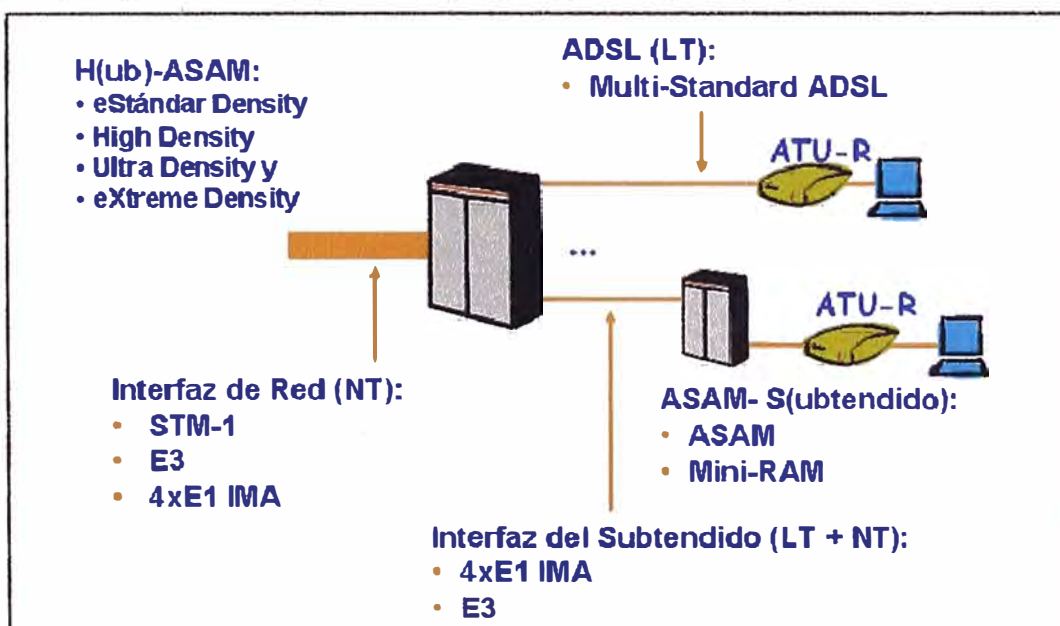 H(ub)-ASAM:
• eStándar Density
• High Density
• Ultra Density y
• eXtreme Density
ADSL (LT):
• Multi-Standard ADSL
ATU-R
...
ATU-R
Interfaz de Red (NT):
• STM-1
• E3
• 4xE1 IMA
ASAM- S(ubtendido):
• ASAM
• Mini-RAM
Interfaz del Subtendido (LT + NT):
• 4xE1 IMA
• E3